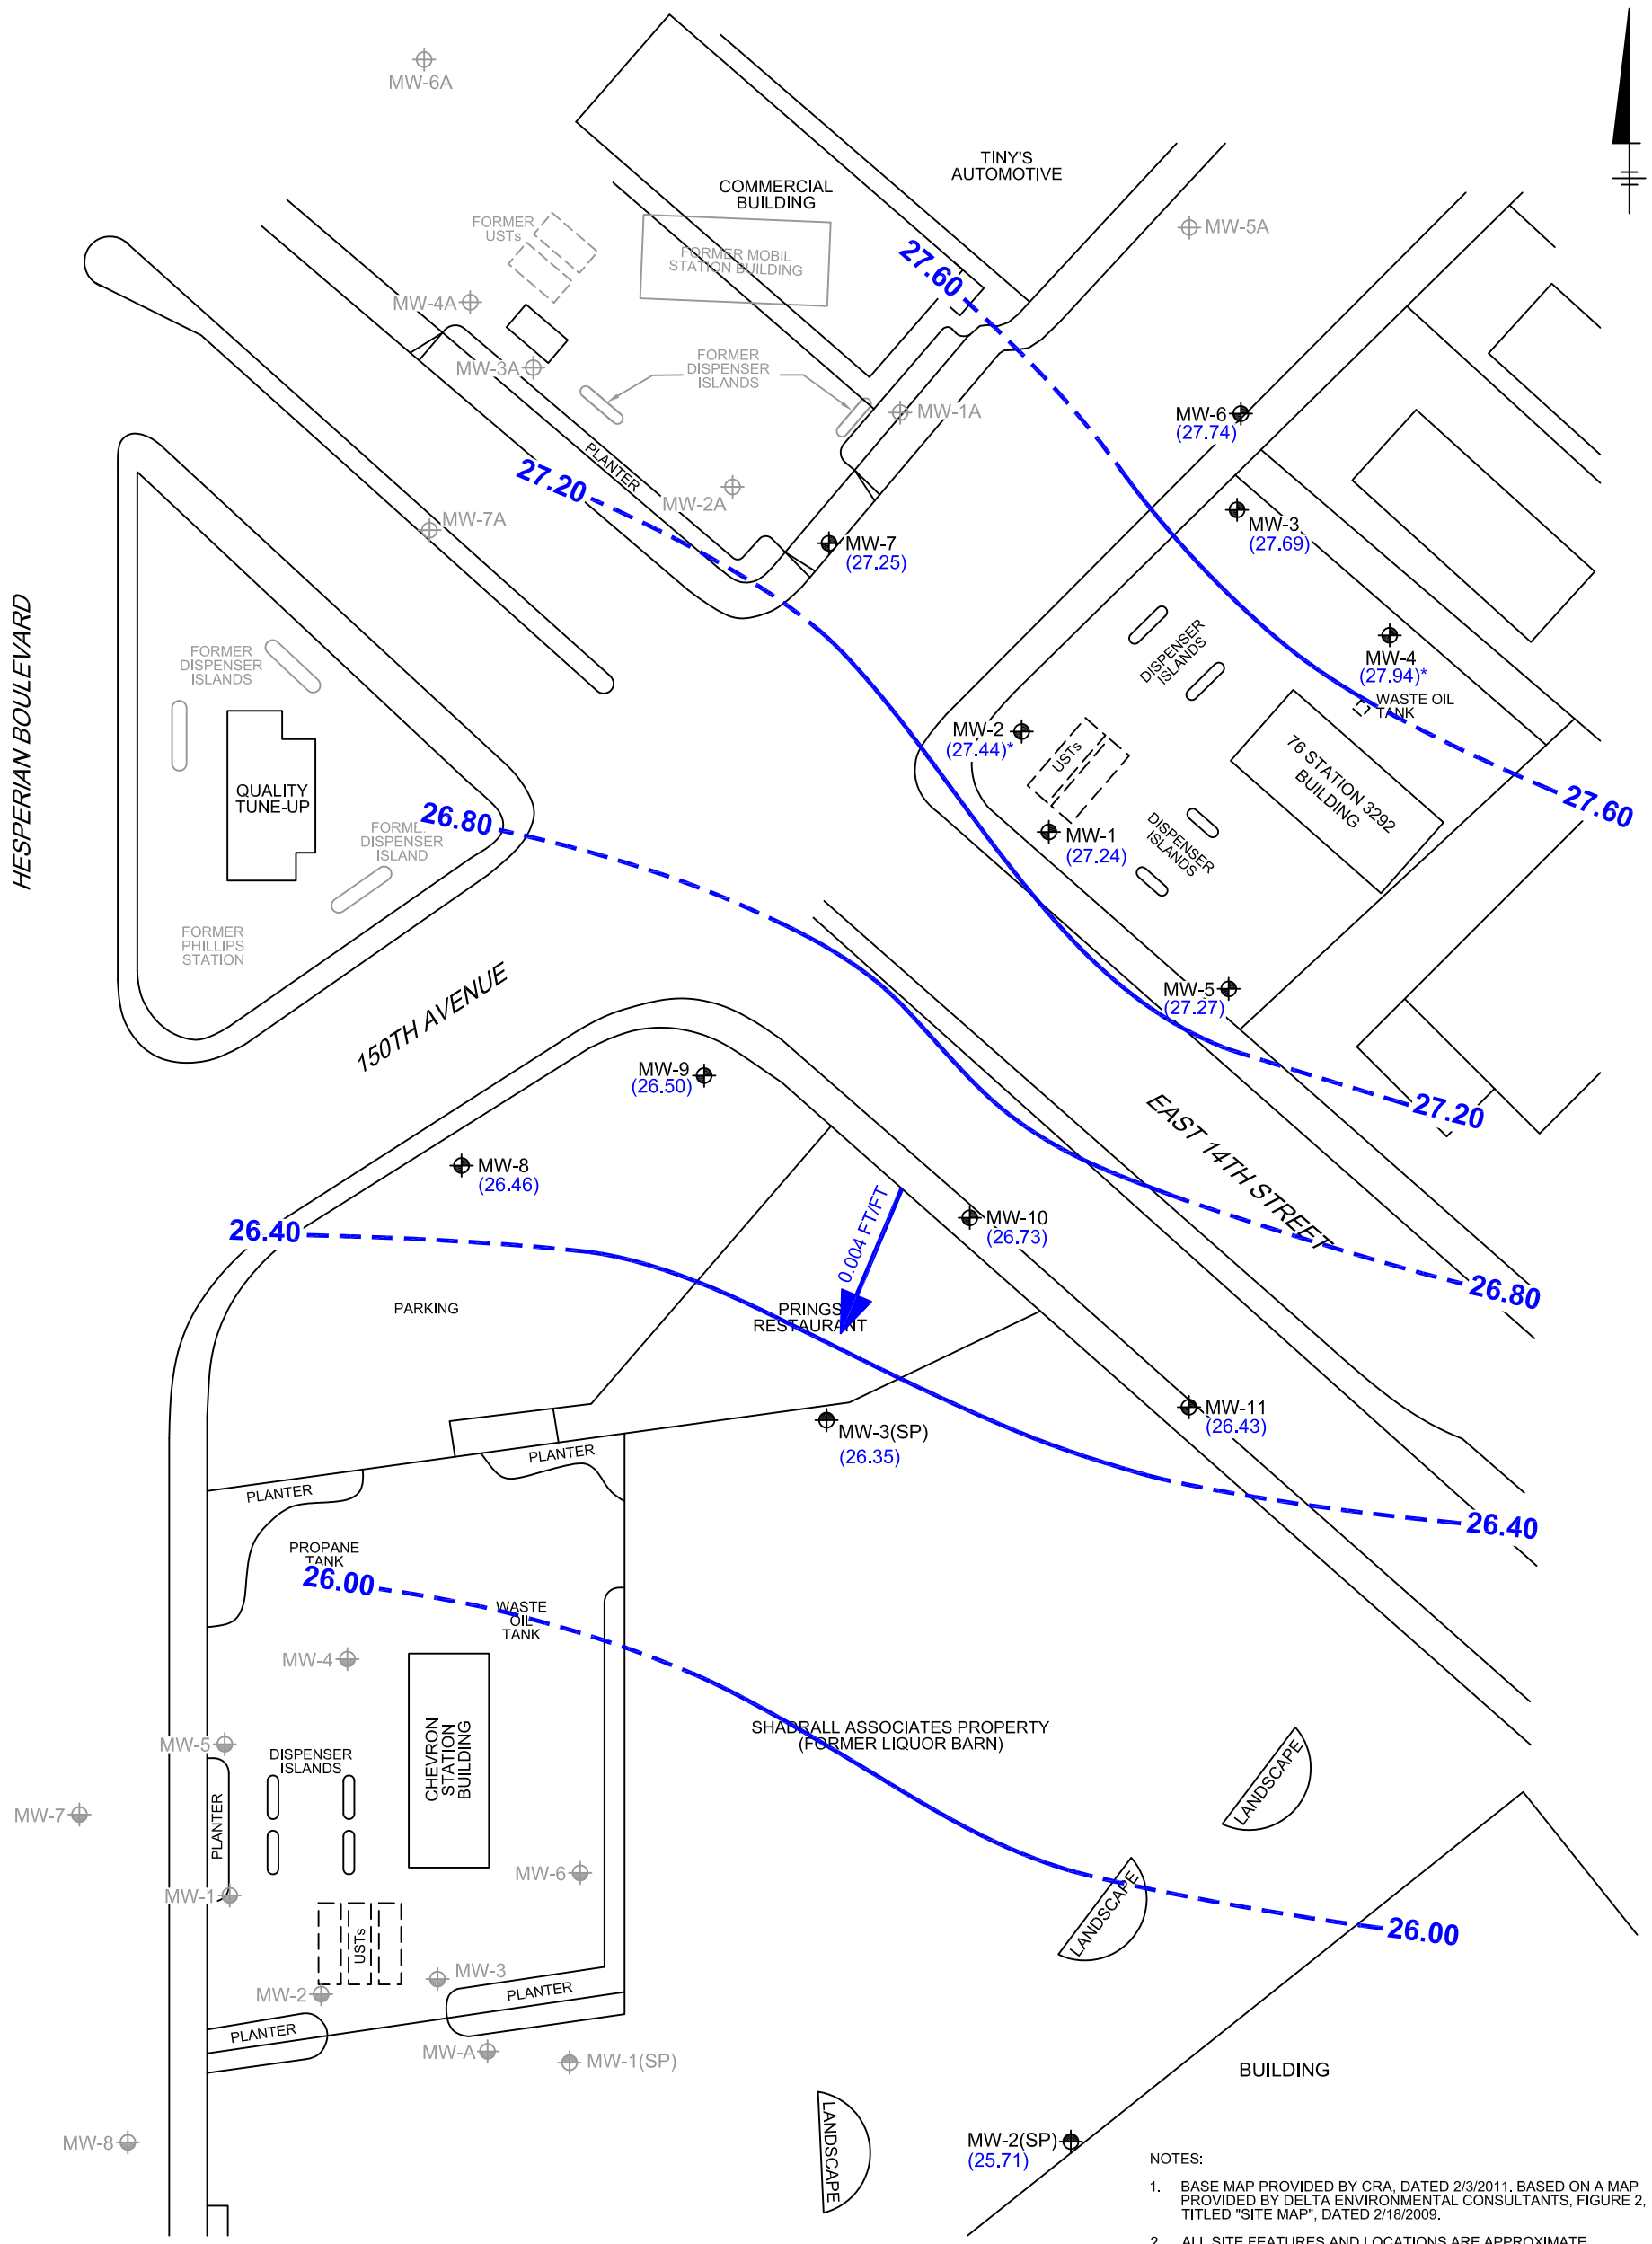 MW-6A
TINY'S
AUTOMOTIVE
COMMERCIAL
BUILDING
FORMER
USTs
MW-5A
FORMER MOBIL
STATION BUILDING
27.60
MW-4A
FORMER
DISPENSER
ISLANDS
MW-3A
MW-1A
MW-6
(27.74)
PLANTER
27.20
MW-2A
MW-7A
MW-3
(27.69)
MW-7
(27.25)
HESPERIAN BOULEVARD
FORMER
DISPENSER
ISLANDS
DISPENSER
ISLANDS
MW-4
(27.94)*
WASTE OIL
TANK
MW-2
(27.44)*
USTs
76 STATION 3292
BUILDING
QUALITY
TUNE-UP
27.60
26.80
DISPENSER
ISLAND
MW-1
(27.24)
DISPENSER
ISLANDS
FORMER
PHILLIPS
STATION
150TH AVENUE
MW-5
(27.27)
MW-9
(26.50)
27.20
EAST 14TH STREET
MW-8
(26.46)
0.004 FT/FT
MW-10
(26.73)
26.40
26.80
PARKING
PRINGS
RESTAURANT
MW-11
(26.43)
MW-3(SP)
(26.35)
PLANTER
PLANTER
26.40
PROPANE
TANK
26.00
WASTE
OIL
TANK
MW-4
SHADRALL ASSOCIATES PROPERTY
(FORMER LIQUOR BARN)
MW-5
DISPENSER
ISLANDS
CHEVRON
STATION
BUILDING
LANDSCAPE
MW-7
PLANTER
MW-6
MW-1
LANDSCAPE
26.00
USTs
MW-3
MW-2
PLANTER
PLANTER
MW-A
MW-1(SP)
BUILDING
MW-8
LANDSCAPE
MW-2(SP)
(25.71)
NOTES:
1. BASE MAP PROVIDED BY CRA, DATED 2/3/2011. BASED ON A MAP
PROVIDED BY DELTA ENVIRONMENTAL CONSULTANTS, FIGURE 2,
TITLED "SITE MAP", DATED 2/18/2009.
2. ALL SITE FEATURES AND LOCATIONS ARE APPROXIMATE